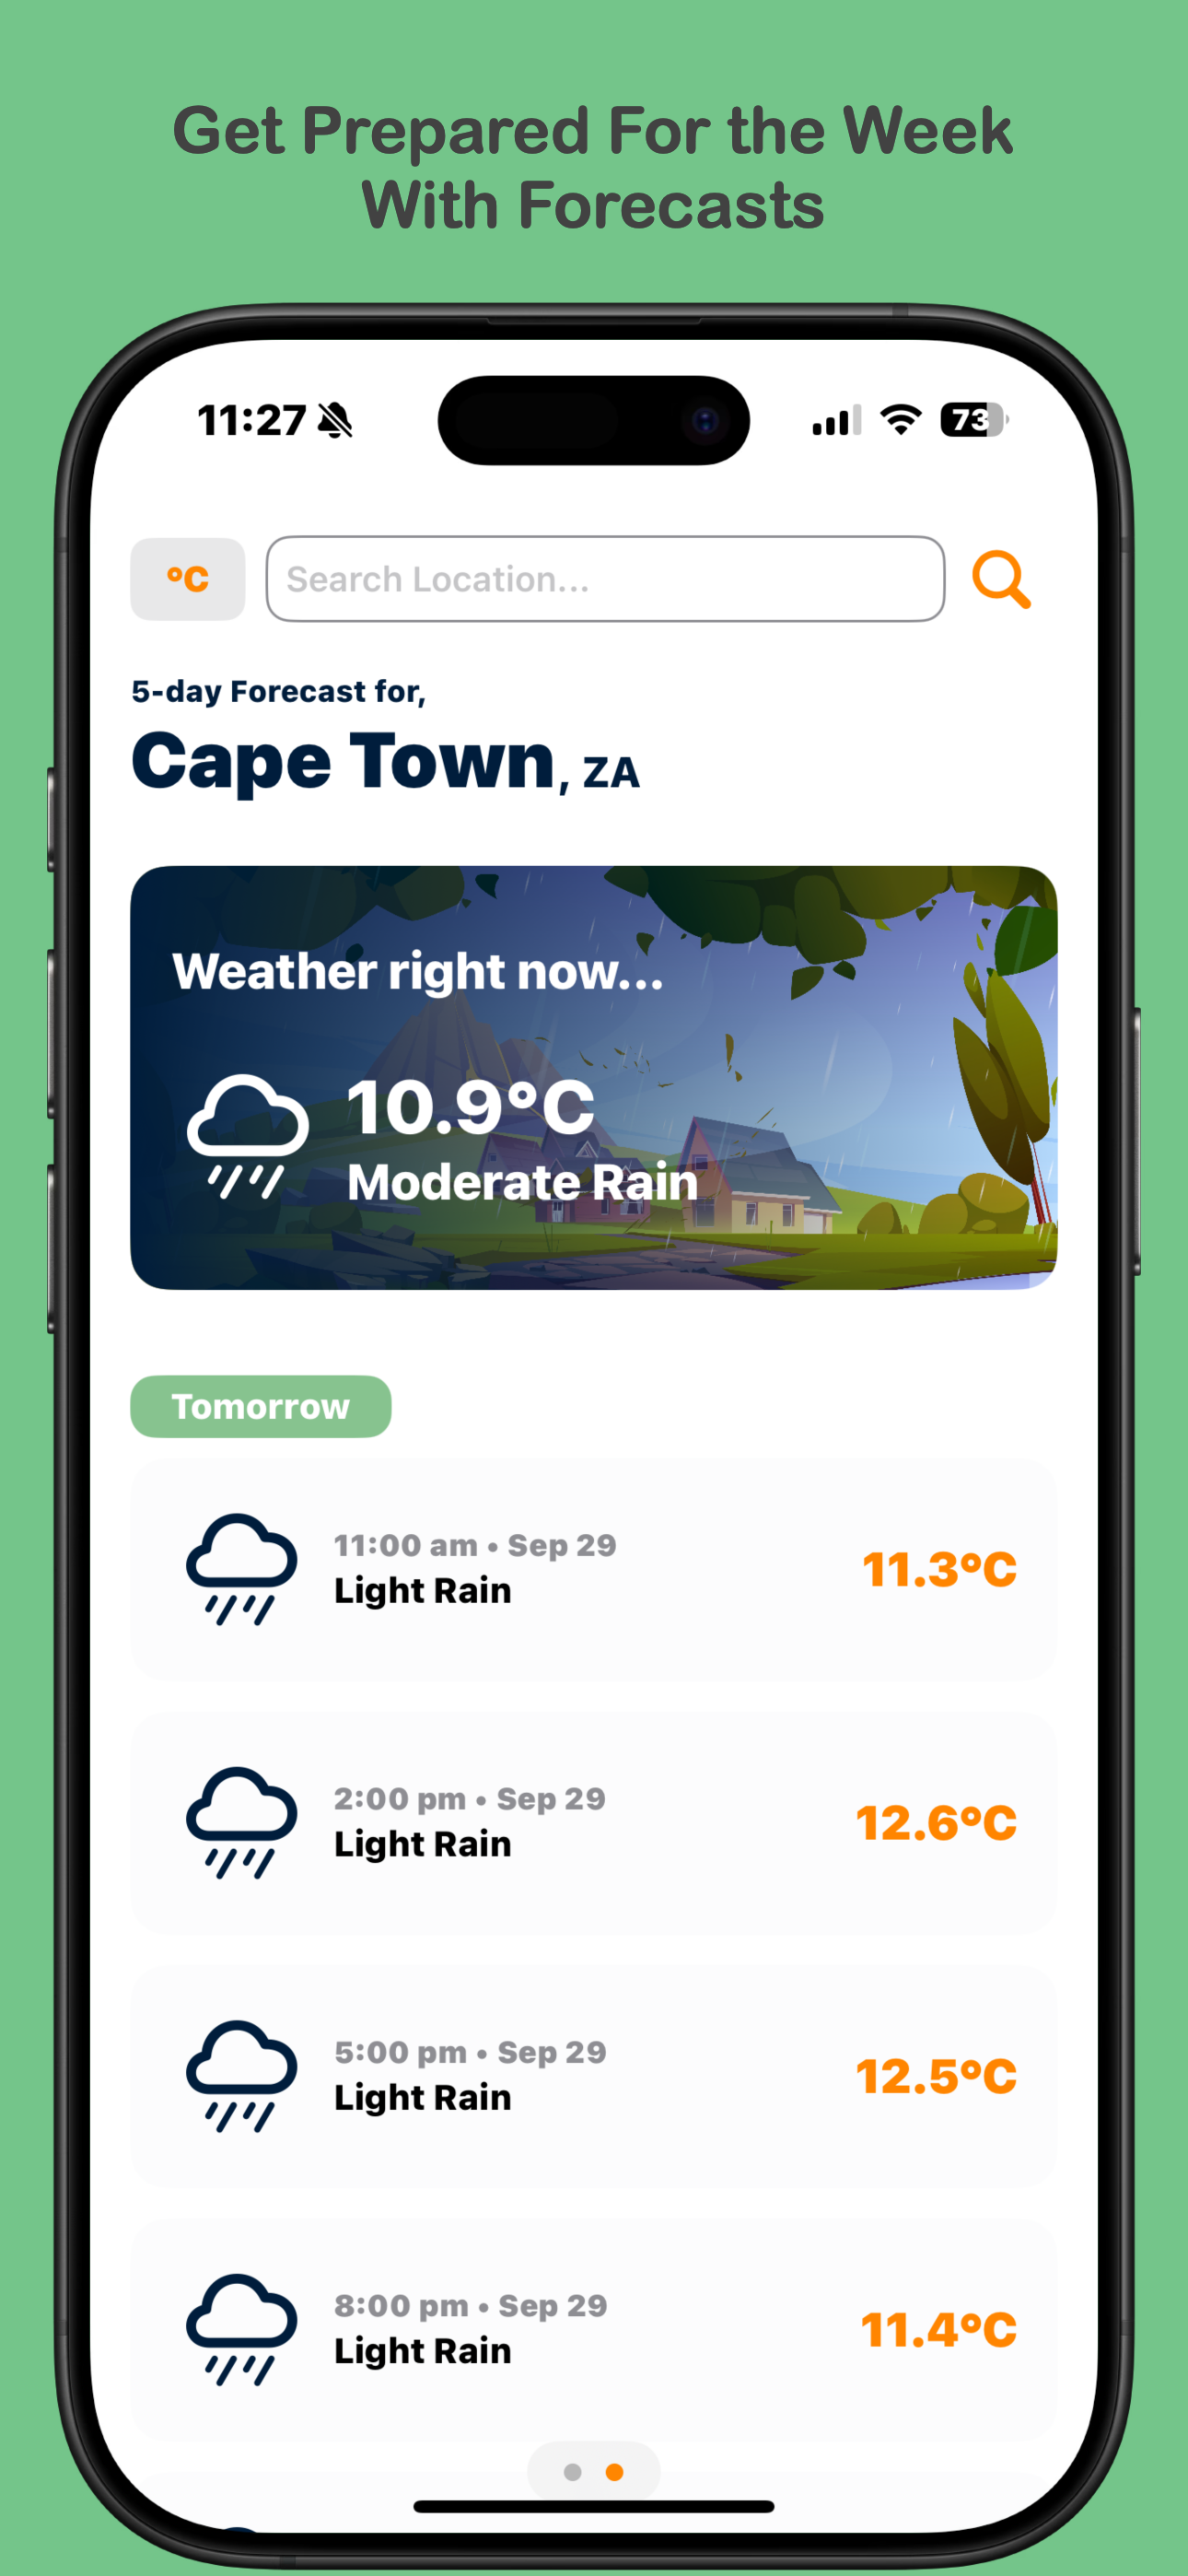 Get Prepared For the Week
With Forecasts
11:27
73
°C
Search Location...
5-day Forecast for,
Cape Town, ZA
Weather right now...
10.9°C
Moderate Rain
Tomorrow
11:00 am • Sep 29
Light Rain
11.3°C
2:00 pm • Sep 29
Light Rain
12.6°C
5:00 pm • Sep 29
Light Rain
12.5°C
8:00 pm • Sep 29
Light Rain
11.4°C